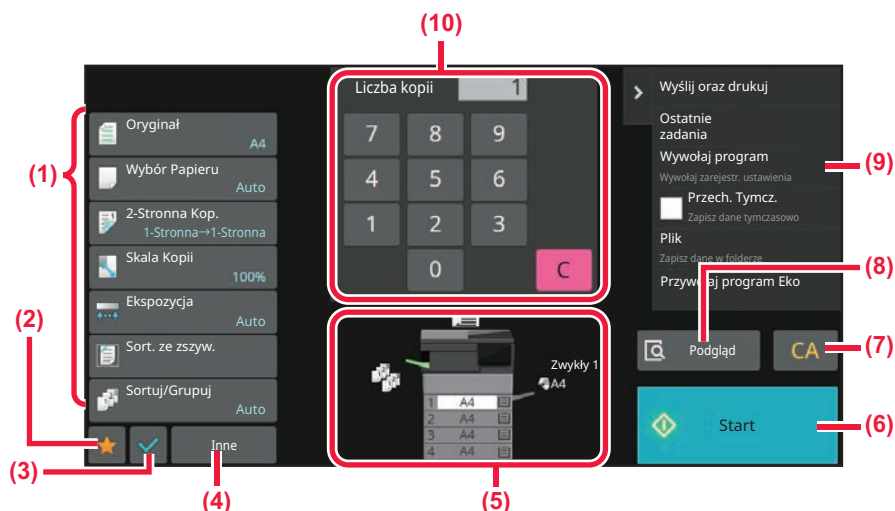 (10)
Liczba kopii 1
7 8 9
4 5 6
1 2 3
0 C
(1)
Oryginał
A4
Wybór Papieru
Auto
2-Stronna Kop.
1-Stronna→1-Stronna
Skala Kopii
100%
Ekspozycja
Auto
Sort. ze zszyw.
Sortuj/Grupuj
Auto
(2)
(3)
Inne
(4)
Zwykły 1
A4
1 A4
2 A4
3 A4
4 A4
(5)
Wyślij oraz drukuj
Ostatnie
zadania
Wywołaj program
Wywołaj zarejestr. ustawienia
Przech. Tymcz.
Zapisz dane tymczasowo
Plik
Zapisz dane w folderze
Przywołaj program Eko
(9)
(8)
Podgląd
CA
(7)
Start
(6)